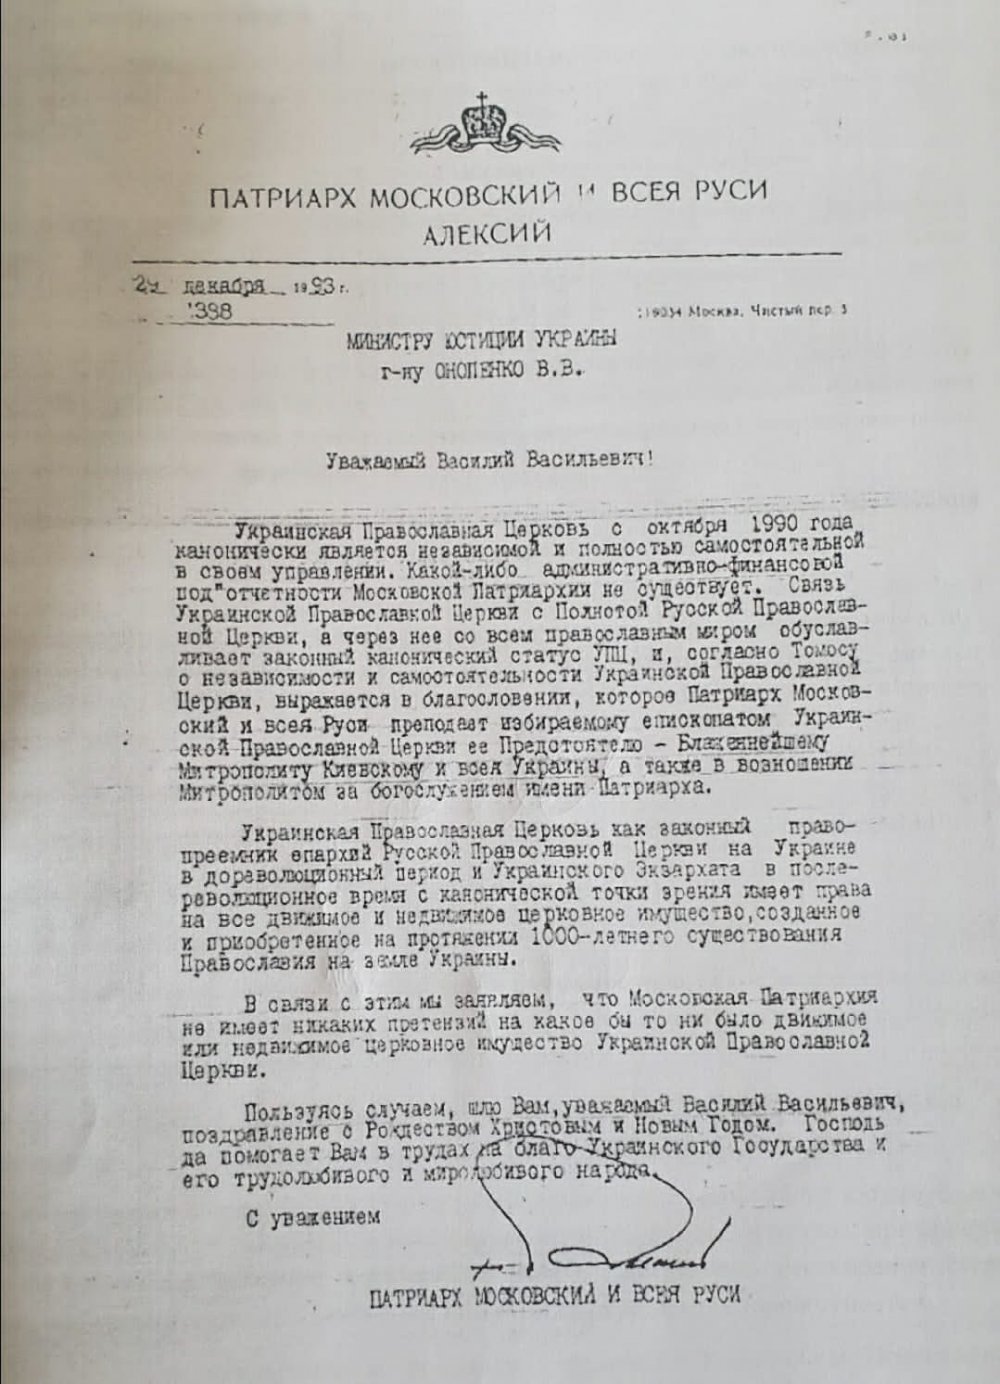 ПАТРИАРХ МОСКОВСКИЙ И ВСЕЯ РУСИ
АЛЕКСИЙ
декабря 1993 г.
1398
119034 Москва, Чистый пер. 5
МИНИСТРУ ЮСТИЦИИ УКРАИНЫ
г-ну ОНОПЕНКО В.В.
Уважаемый Василий Васильевич!
Украинская Православная Церковь с октября 1990 года
канонически является независимой и полностью самостоятельной
в своем управлении. Какой-либо административно-финансовой
под"отчетности Московской Патриархии не существует. Связь
Украинской Православной Церкви с Полнотой Русской Православ-
ной Церкви, а через нее со всем православным миром обуслав-
ливает законный канонический статус УПЦ, и, согласно Томосу
о независимости и самостоятельности Украинской Православной
Церкви, выражается в благословении, которое Патриарх Москов-
ский и всея Руси преподает избираемому епископатом Украин-
ской Православной Церкви ее Предстоятелю - Блаженнейшему
Митрополиту Киевскому и всея Украины, а также в возношении
Митрополитом за богослужением имени Патриарха.
Украинская Православная Церковь как законный право-
преемник епархий Русской Православной Церкви на Украине
в дореволюционный период и Украинского Экзархата в после-
революционное время с канонической точки зрения имеет права
на все движимое и недвижимое церковное имущество, созданное
и приобретенное на протяжении 1000-летнего существования
Православия на земле Украины.
В связи с этим мы заявляем, что Московская Патриархия
не имеет никаких претензий на какое бы то ни было движимое
или недвижимое церковное имущество Украинской Православной
Церкви.
Пользуясь случаем, шлю Вам, уважаемый Василий Васильевич,
поздравление с Рождеством Христовым и Новым Годом. Господь
да помогает Вам в трудах на благо Украинского Государства и
его трудолюбивого и миролюбивого народа.
С уважением
ПАТРИАРХ МОСКОВСКИЙ И ВСЕЯ РУСИ